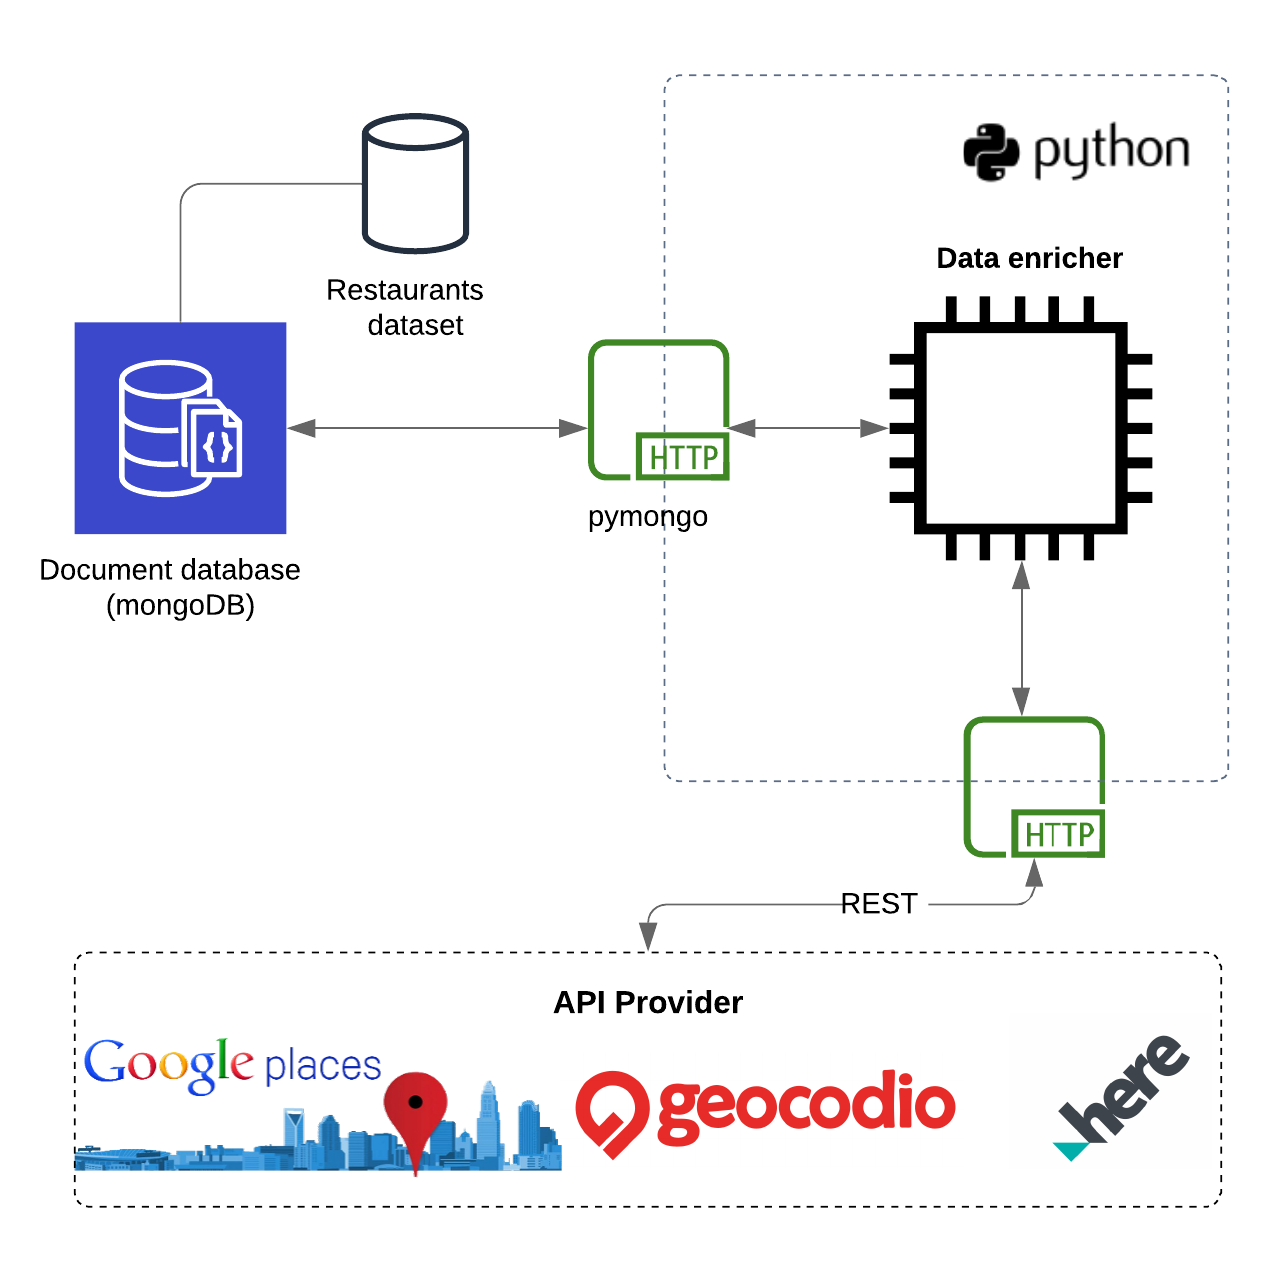 python
Data enricher
Restaurants
dataset
HTTP
pymongo
Document database
(mongoDB)
HTTP
REST
API Provider
Google places
geocodio
here